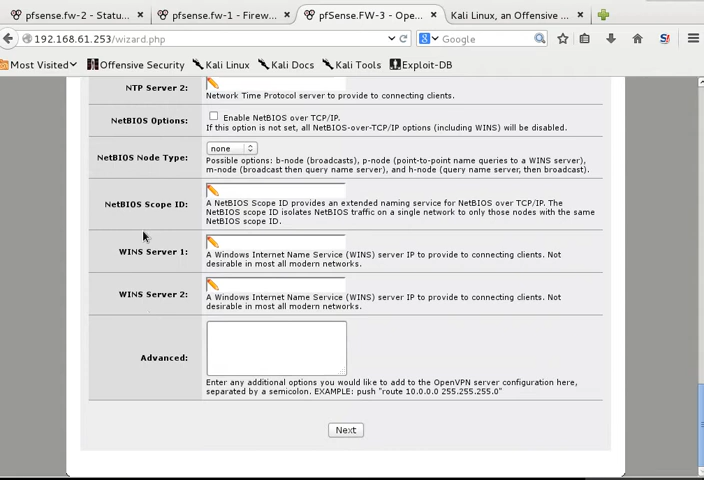 pfsense.fw-2 - Statu... pfsense.fw-1 - Firew... pfSense.FW-3 - Ope... Kali Linux, an Offensive ...
192.168.61.253/wizard.php Google
Most Visited Offensive Security Kali Linux Kali Docs Kali Tools Exploit-DB
NTP Server 2:
Network Time Protocol server to provide to connecting clients.
NetBIOS Options: Enable NetBIOS over TCP/IP.
If this option is not set, all NetBIOS-over-TCP/IP options (including WINS) will be disabled.
NetBIOS Node Type: none
Possible options: b-node (broadcasts), p-node (point-to-point name queries to a WINS server),
m-node (broadcast then query name server), and h-node (query name server, then broadcast).
NetBIOS Scope ID:
A NetBIOS Scope ID provides an extended naming service for NetBIOS over TCP/IP. The
NetBIOS scope ID isolates NetBIOS traffic on a single network to only those nodes with the same
NetBIOS scope ID.
WINS Server 1:
A Windows Internet Name Service (WINS) server IP to provide to connecting clients. Not
desirable in most all modern networks.
WINS Server 2:
A Windows Internet Name Service (WINS) server IP to provide to connecting clients. Not
desirable in most all modern networks.
Advanced:
Enter any additional options you would like to add to the OpenVPN server configuration here,
separated by a semicolon. EXAMPLE: push "route 10.0.0.0 255.255.255.0"
Next